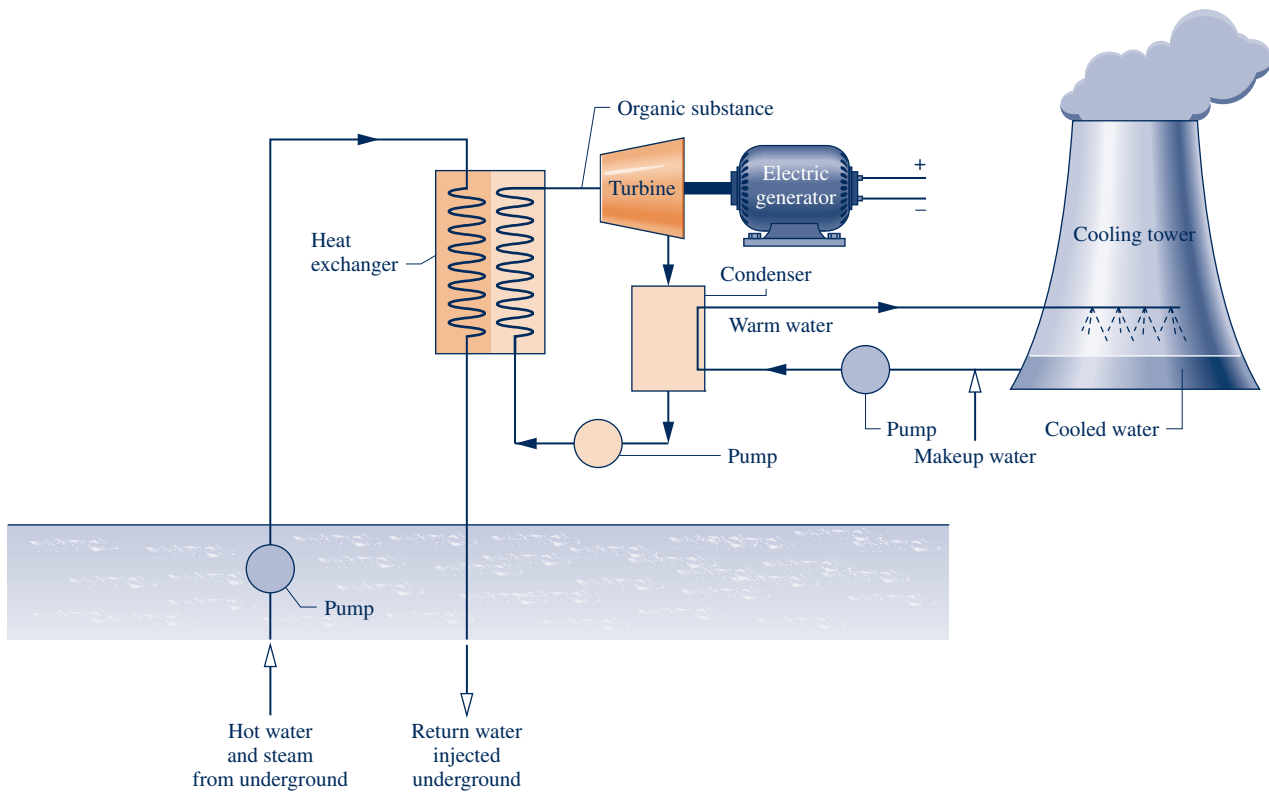 Organic substance
+
Electric
generator
Turbine
−
Heat
exchanger
Cooling tower
Condenser
Warm water
Pump
Cooled water
Makeup water
Pump
Pump
Hot water
and steam
from underground
Return water
injected
underground